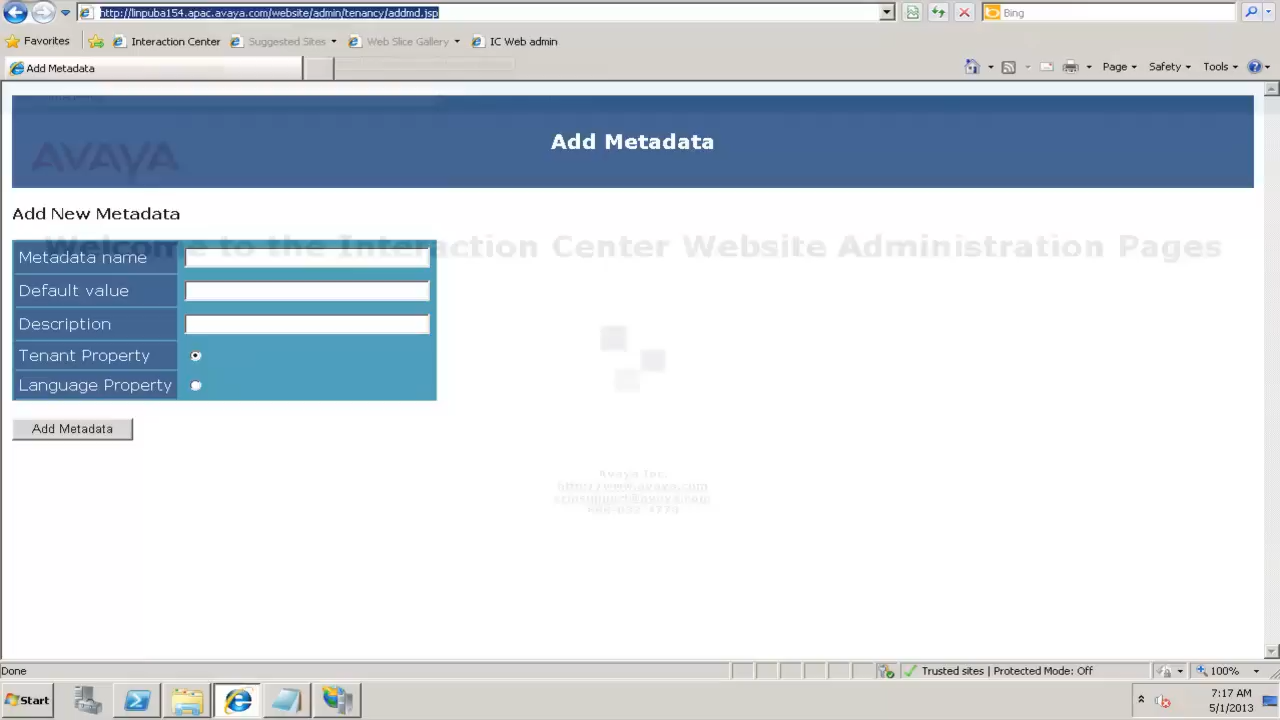 http://linpuba154.apac.avaya.com/website/admin/tenancy/addmd.jsp
Bing
Favorites
Interaction Center
Suggested Sites
Web Slice Gallery
IC Web admin
Add Metadata
Page
Safety
Tools
AVAYA
Add Metadata
Add New Metadata
Welcome to the Interaction Center Website Administration Pages
Metadata name
Default value
Description
Tenant Property
Language Property
Add Metadata
Avaya Inc.
http://www.avaya.com
crmsupport@avaya.com
Done
Trusted sites | Protected Mode: Off
100%
Start
7:17 AM
5/1/2013